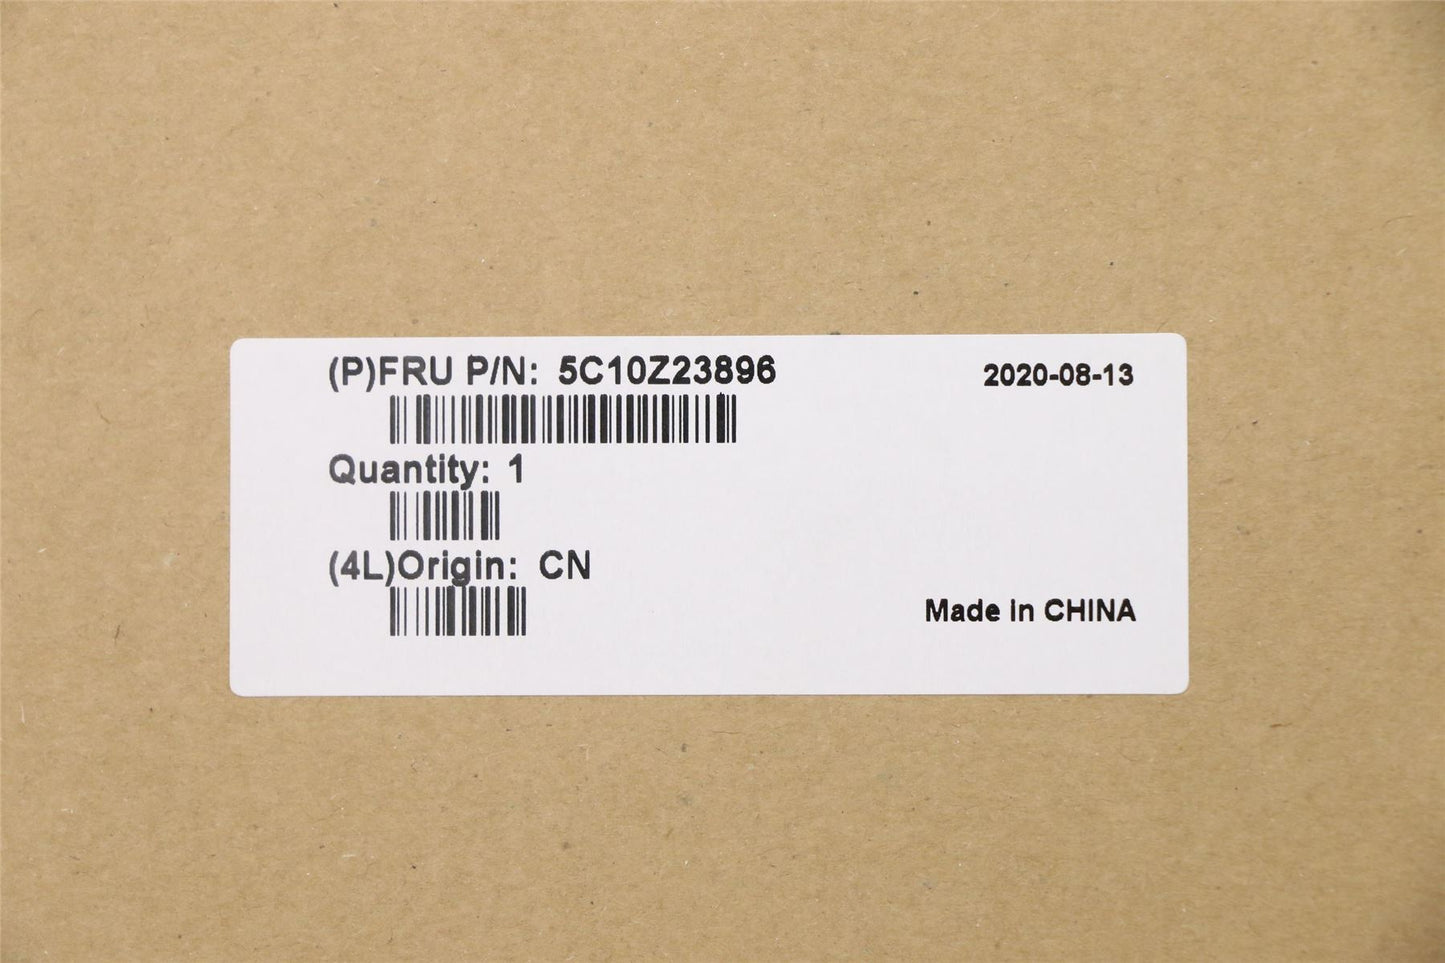 (P)FRU P/N: 5C10Z23896
2020-08-13
Quantity: 1
(4L)Origin: CN
Made in CHINA